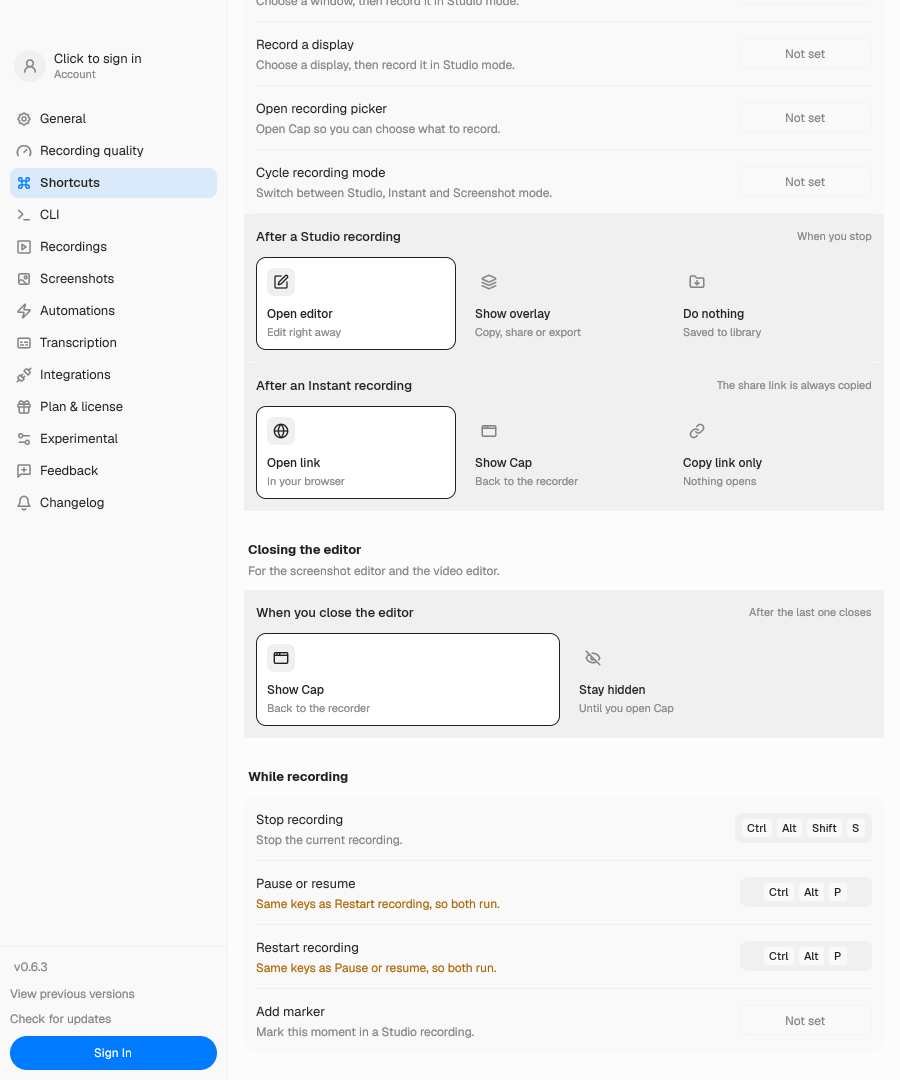 Click to sign in
Account
General
Recording quality
Shortcuts
CLI
Recordings
Screenshots
Automations
Transcription
Integrations
Plan & license
Experimental
Feedback
Changelog
v0.6.3
View previous versions
Check for updates
Sign In
Choose a window, then record it in Studio mode.
Record a display
Choose a display, then record it in Studio mode.
Not set
Open recording picker
Open Cap so you can choose what to record.
Not set
Cycle recording mode
Switch between Studio, Instant and Screenshot mode.
Not set
After a Studio recording
When you stop
Open editor
Edit right away
Show overlay
Copy, share or export
Do nothing
Saved to library
After an Instant recording
The share link is always copied
Open link
In your browser
Show Cap
Back to the recorder
Copy link only
Nothing opens
Closing the editor
For the screenshot editor and the video editor.
When you close the editor
After the last one closes
Show Cap
Back to the recorder
Stay hidden
Until you open Cap
While recording
Stop recording
Stop the current recording.
Ctrl Alt Shift S
Pause or resume
Same keys as Restart recording, so both run.
Ctrl Alt P
Restart recording
Same keys as Pause or resume, so both run.
Ctrl Alt P
Add marker
Mark this moment in a Studio recording.
Not set